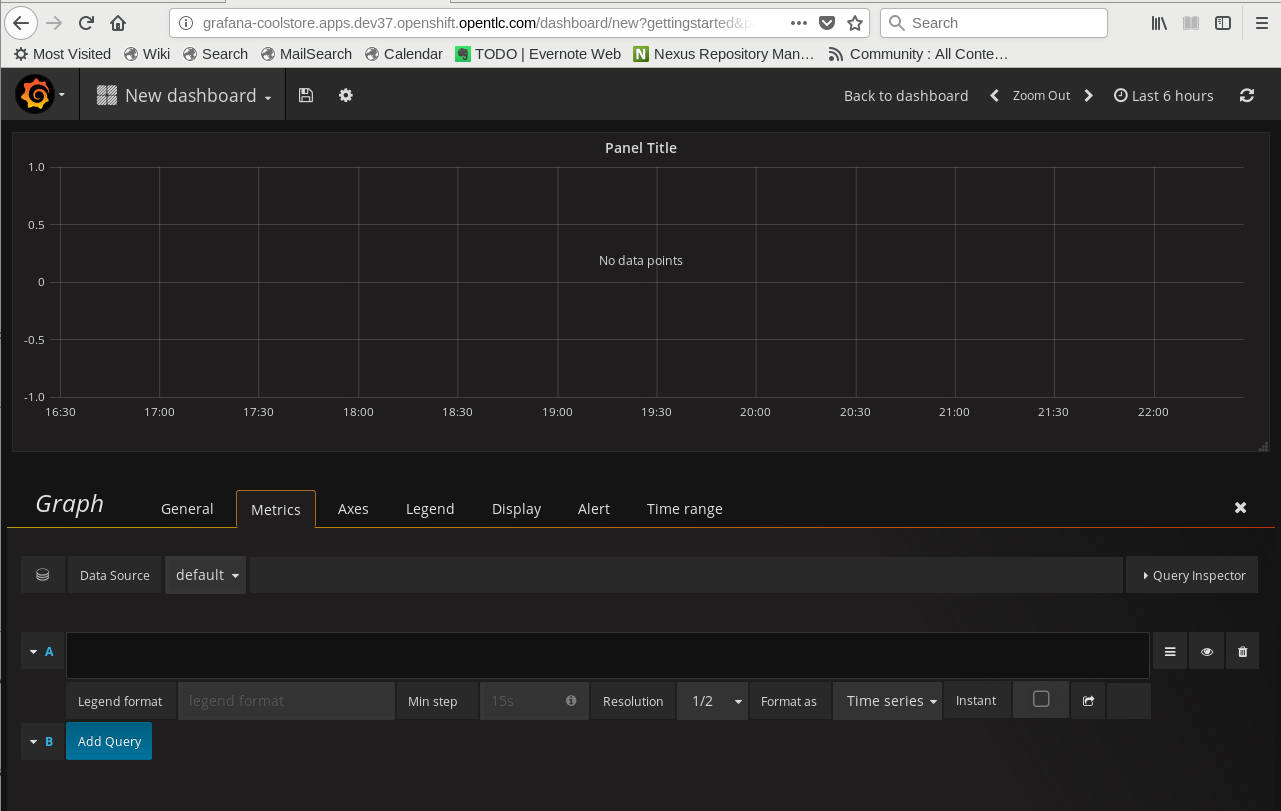 grafana-coolstore.apps.dev37.openshift.opentlc.com/dashboard/new?gettingstarted& Search
Most Visited Wiki Search MailSearch Calendar TODO | Evernote Web Nexus Repository Man… Community : All Conte…
New dashboard Back to dashboard Zoom Out Last 6 hours
Panel Title
1.0
0.5
No data points
0
-0.5
-1.0
16:30 17:00 17:30 18:00 18:30 19:00 19:30 20:00 20:30 21:00 21:30 22:00
Graph General Metrics Axes Legend Display Alert Time range
Data Source default Query Inspector
A
Legend format legend format Min step 15s Resolution 1/2 Format as Time series Instant
B Add Query